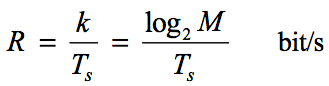 R = k / T_s = log_2 M / T_s bit/s